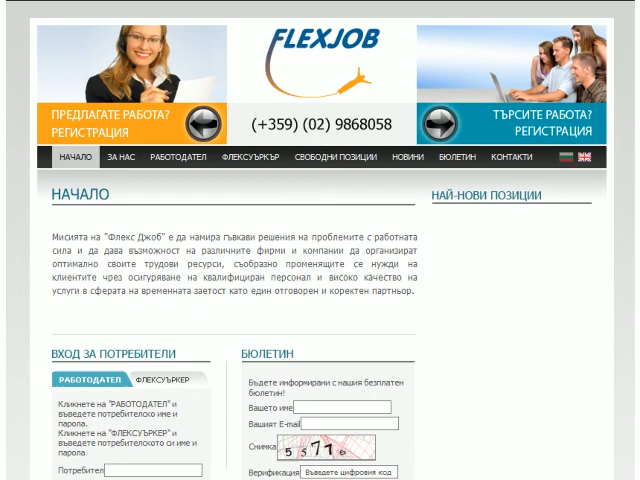 FLEXJOB
ПРЕДЛАГАТЕ РАБОТА?
РЕГИСТРАЦИЯ
(+359) (02) 9868058
ТЪРСИТЕ РАБОТА?
РЕГИСТРАЦИЯ
НАЧАЛО ЗА НАС РАБОТОДАТЕЛ ФЛЕКСУЪРКЪР СВОБОДНИ ПОЗИЦИИ НОВИНИ БЮЛЕТИН КОНТАКТИ
НАЧАЛО
НАЙ-НОВИ ПОЗИЦИИ
Мисията на "Флекс Джоб" е да намира гъвкави решения на проблемите с работната
сила и да дава възможност на различните фирми и компании да организират
оптимално своите трудови ресурси, съобразно променящите се нужди на
клиентите чрез осигуряване на квалифициран персонал и високо качество на
услуги в сферата на временната заетост като един отговорен и коректен партньор.
ВХОД ЗА ПОТРЕБИТЕЛИ
РАБОТОДАТЕЛ ФЛЕКСУЪРКЕР
Кликнете на "РАБОТОДАТЕЛ" и
въведете потребителско име и
парола.
Кликнете на "ФЛЕКСУЪРКЕР" и
въведете потребителското си име и
парола
Потребител
БЮЛЕТИН
Бъдете информирани с нашия безплатен
бюлетин!
Вашето име
Вашият E-mail
Снимка 5 5 7 1 6
Верификация Въведете цифровия код